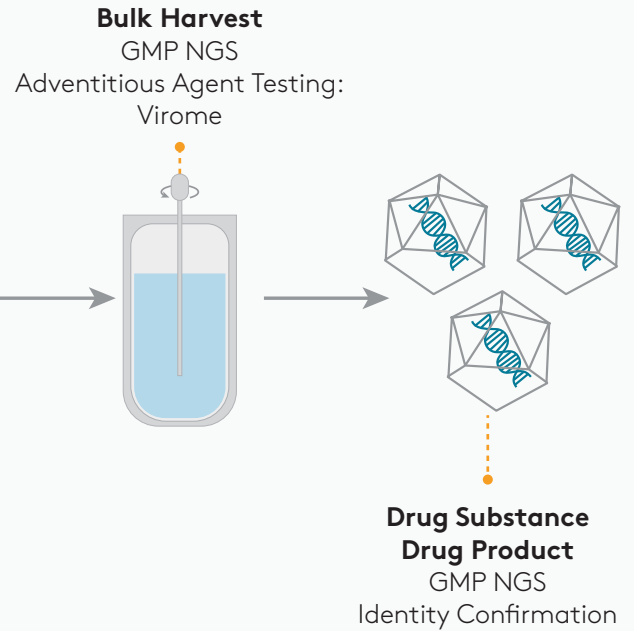 Bulk Harvest
GMP NGS
Adventitious Agent Testing:
Virome
Drug Substance
Drug Product
GMP NGS
Identity Confirmation